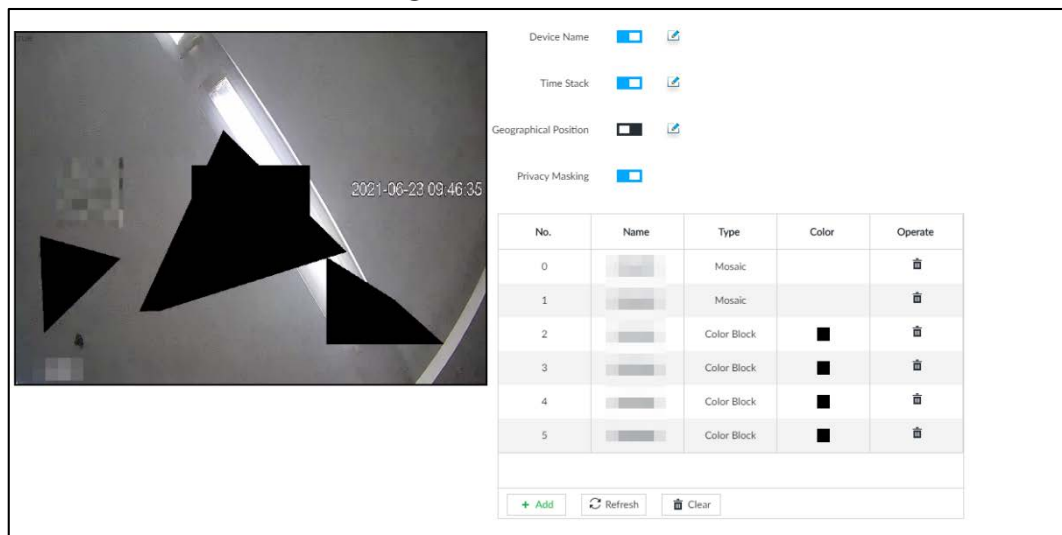 2021-06-23 09:46:35
Device Name
Time Stack
Geographical Position
Privacy Masking
No. Name Type Color Operate
0 Mosaic
1 Mosaic
2 Color Block
3 Color Block
4 Color Block
5 Color Block
+ Add Refresh Clear